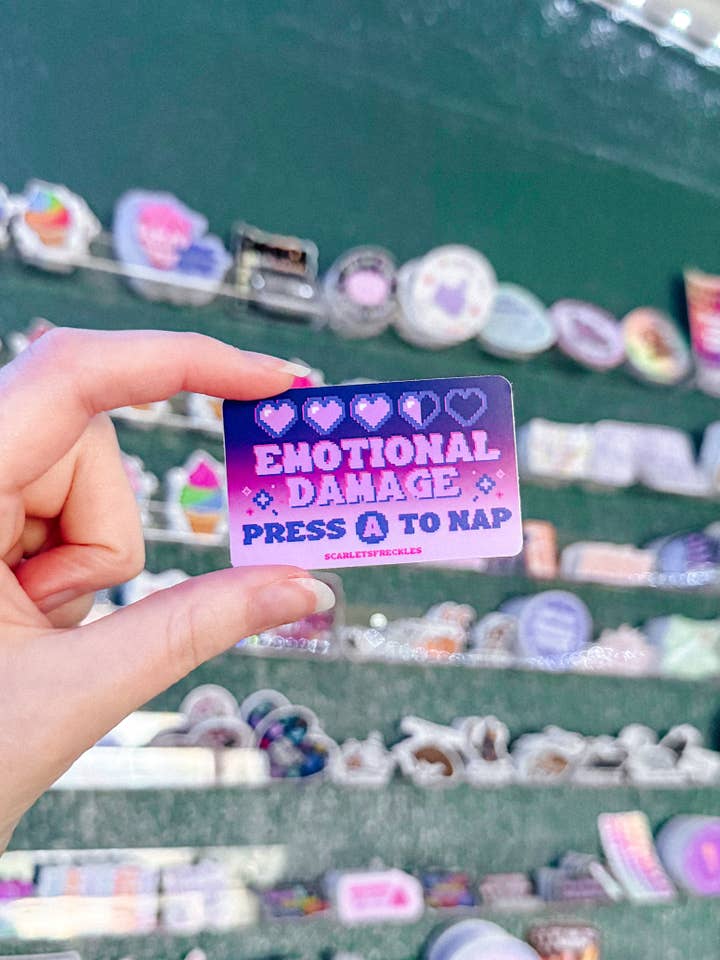 EMOTIONAL
DAMAGE
PRESS A TO NAP
SCARLETSFRECKLES